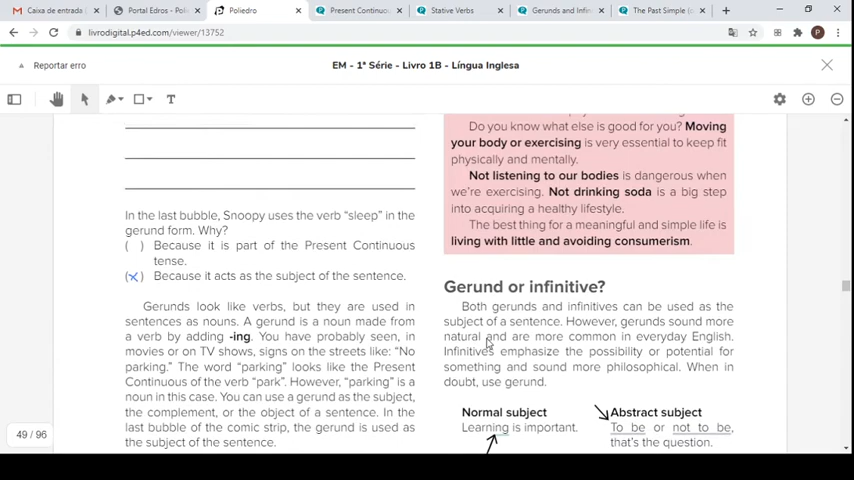 Caixa de entrada
Portal Edros - Poli
Poliedro
Present Continuou
Stative Verbs
Gerunds and Infin
The Past Simple (o
livrodigital.p4ed.com/viewer/13752
P
Reportar erro
EM - 1ª Série - Livro 1B - Língua Inglesa
T
Do you know what else is good for you? Moving
your body or exercising is very essential to keep fit
physically and mentally.
Not listening to our bodies is dangerous when
we're exercising. Not drinking soda is a big step
into acquiring a healthy lifestyle.
The best thing for a meaningful and simple life is
living with little and avoiding consumerism.
In the last bubble, Snoopy uses the verb "sleep" in the
gerund form. Why?
( ) Because it is part of the Present Continuous
tense.
(x) Because it acts as the subject of the sentence.
Gerunds look like verbs, but they are used in
sentences as nouns. A gerund is a noun made from
a verb by adding -ing. You have probably seen, in
movies or on TV shows, signs on the streets like: "No
parking." The word "parking" looks like the Present
Continuous of the verb "park". However, "parking" is a
noun in this case. You can use a gerund as the subject,
the complement, or the object of a sentence. In the
last bubble of the comic strip, the gerund is used as
the subject of the sentence.
Gerund or infinitive?
Both gerunds and infinitives can be used as the
subject of a sentence. However, gerunds sound more
natural and are more common in everyday English.
Infinitives emphasize the possibility or potential for
something and sound more philosophical. When in
doubt, use gerund.
Normal subject
Learning is important.
Abstract subject
To be or not to be,
that's the question.
49 / 96